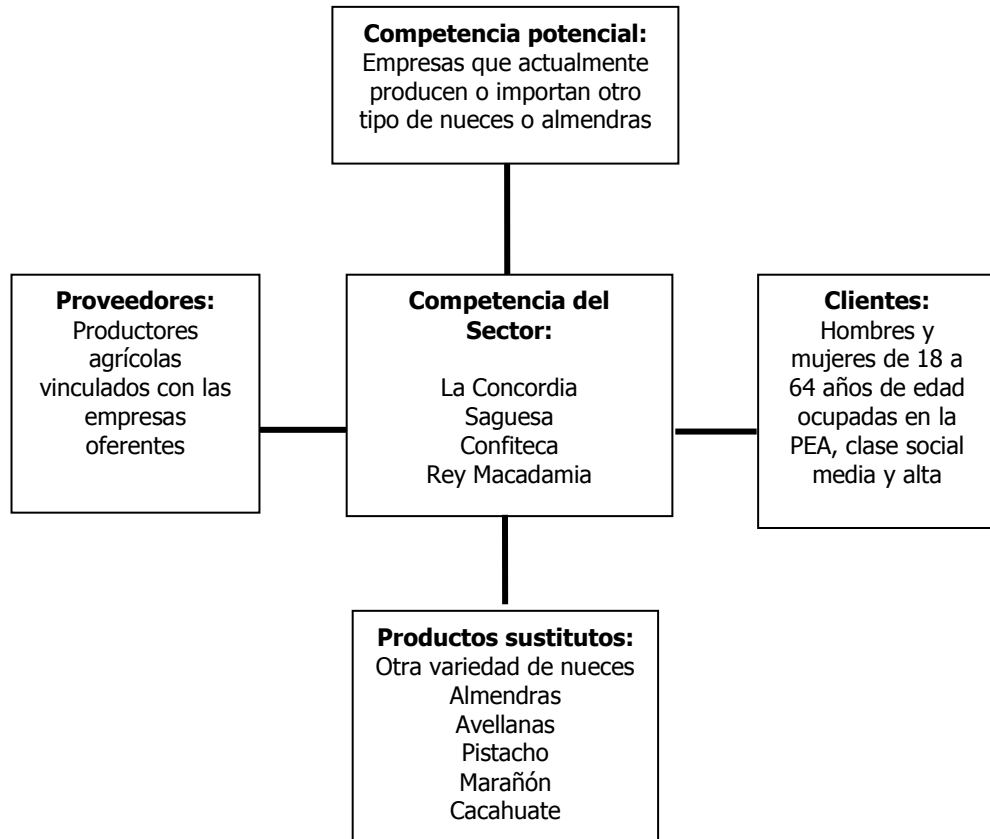 Competencia potencial:
Empresas que actualmente
producen o importan otro
tipo de nueces o almendras
Proveedores:
Productores
agrícolas
vinculados con las
empresas
oferentes
Competencia del
Sector:
La Concordia
Saguesa
Confiteca
Rey Macadamia
Clientes:
Hombres y
mujeres de 18 a
64 años de edad
ocupadas en la
PEA, clase social
media y alta
Productos sustitutos:
Otra variedad de nueces
Almendras
Avellanas
Pistacho
Marañón
Cacahuate